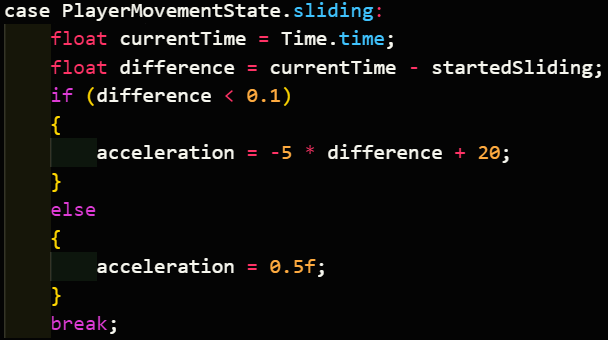 case PlayerMovementState.sliding:
float currentTime = Time.time;
float difference = currentTime - startedSliding;
if (difference < 0.1)
{
acceleration = -5 * difference + 20;
}
else
{
acceleration = 0.5f;
}
break;